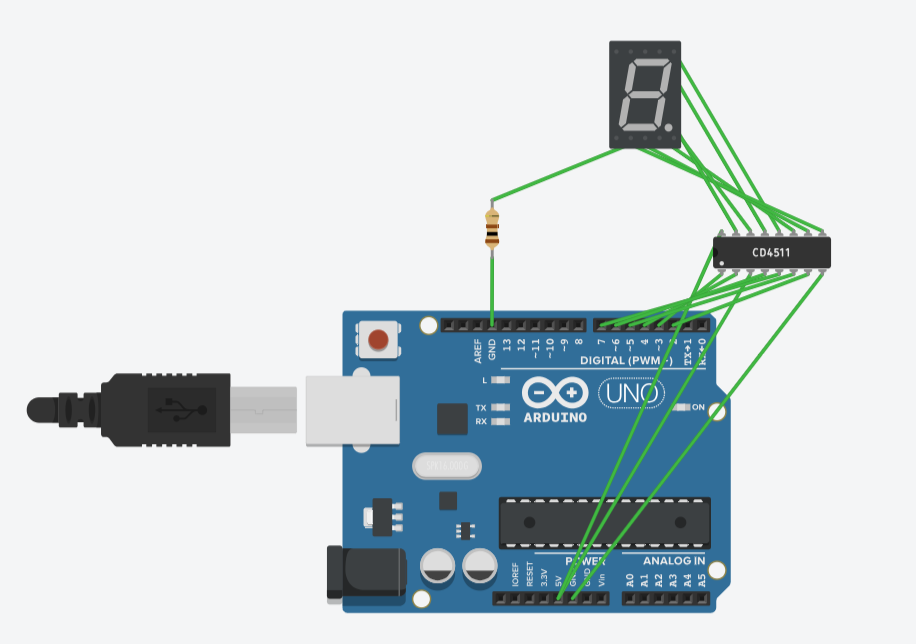 CD4511
AREF
GND
13
12
~11
~10
~9
8
7
~6
~5
4
~3
2
TX→1
DIGITAL (PWM~)
L
TX
RX
UNO
ARDUINO
ON
POWER
ANALOG IN
IOREF
RESET
3.3V
5V
GND
GND
Vin
A0
A1
A2
A3
A4
A5